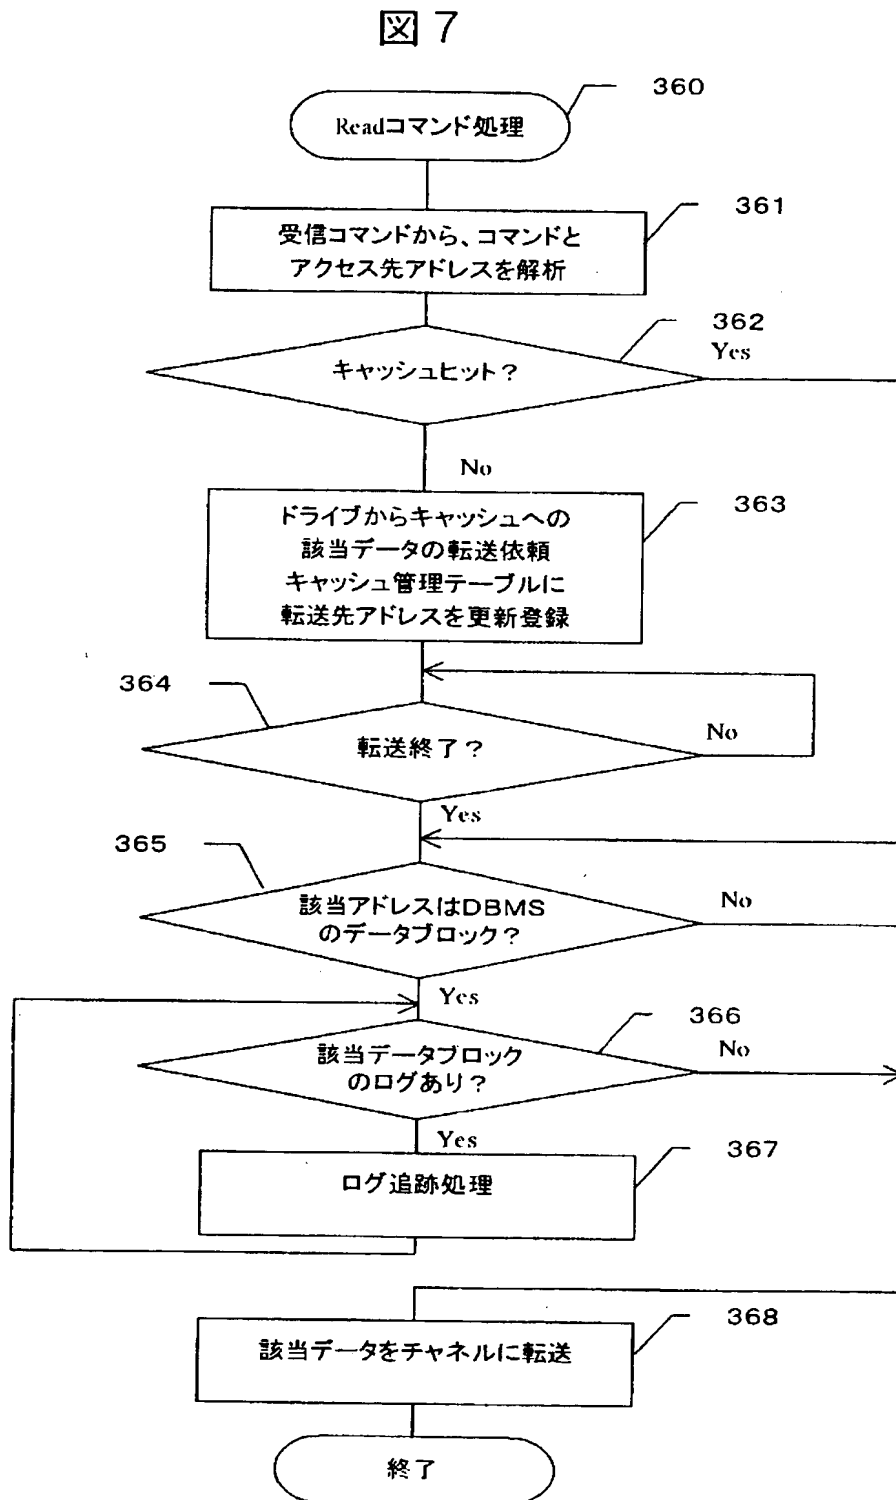 図 7
360
Readコマンド処理
361
受信コマンドから、コマンドと
アクセス先アドレスを解析
362
キャッシュヒット？
Yes
No
363
ドライブからキャッシュへの
該当データの転送依頼
キャッシュ管理テーブルに
転送先アドレスを更新登録
364
転送終了？
No
Yes
365
該当アドレスはDBMS
のデータブロック？
No
Yes
366
該当データブロック
のログあり？
No
Yes
367
ログ追跡処理
368
該当データをチャネルに転送
終了